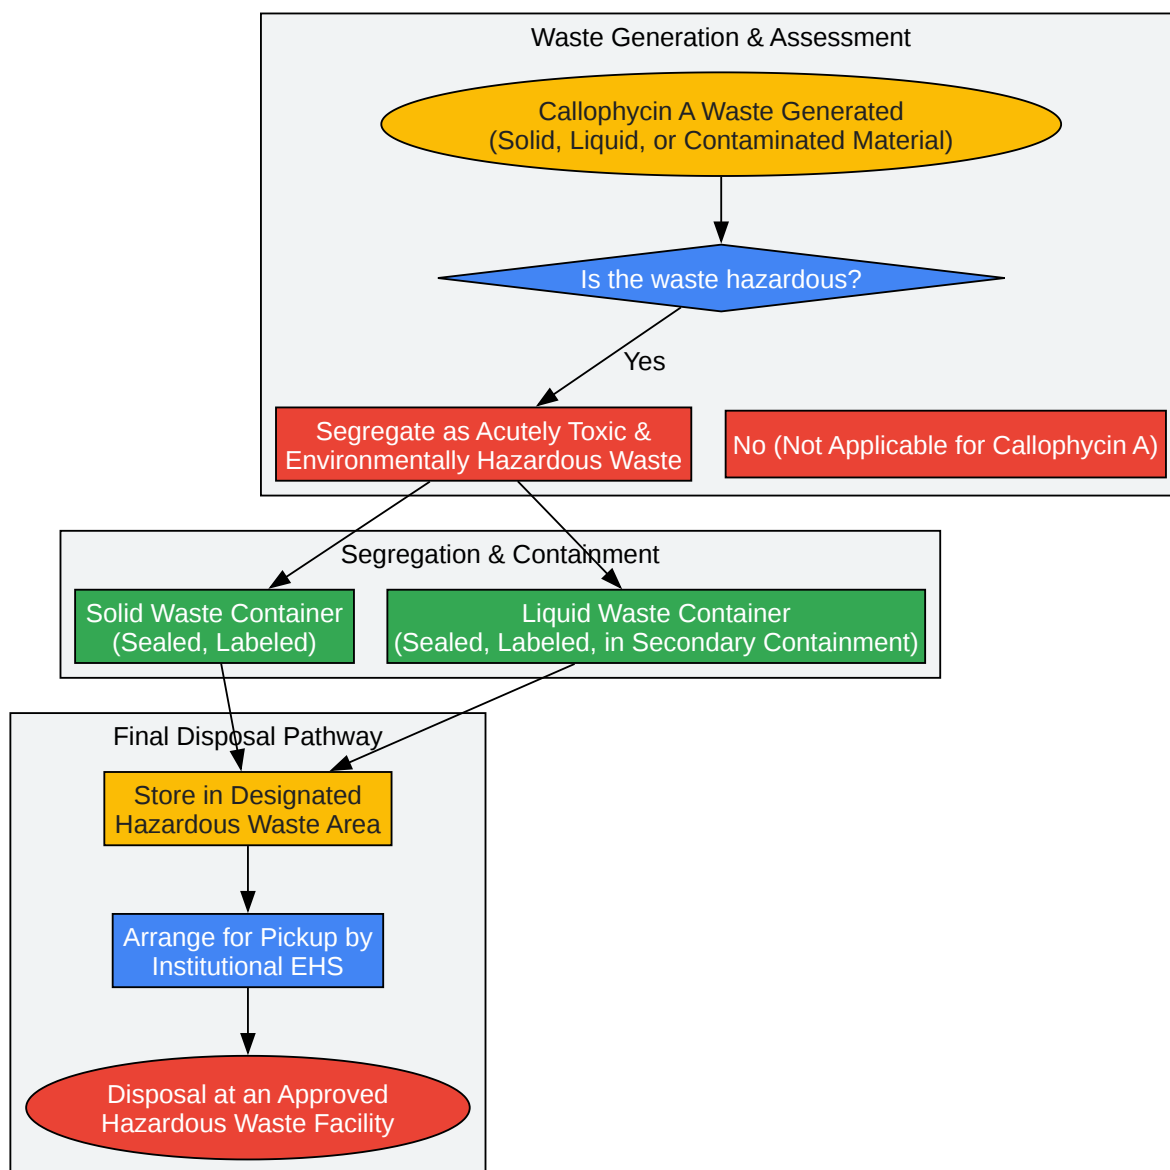 Waste Generation & Assessment
Callophycin A Waste Generated
(Solid, Liquid, or Contaminated Material)
Is the waste hazardous?
Yes
Segregate as Acutely Toxic &
Environmentally Hazardous Waste
No (Not Applicable for Callophycin A)
Segregation & Containment
Solid Waste Container
(Sealed, Labeled)
Liquid Waste Container
(Sealed, Labeled, in Secondary Containment)
Final Disposal Pathway
Store in Designated
Hazardous Waste Area
Arrange for Pickup by
Institutional EHS
Disposal at an Approved
Hazardous Waste Facility